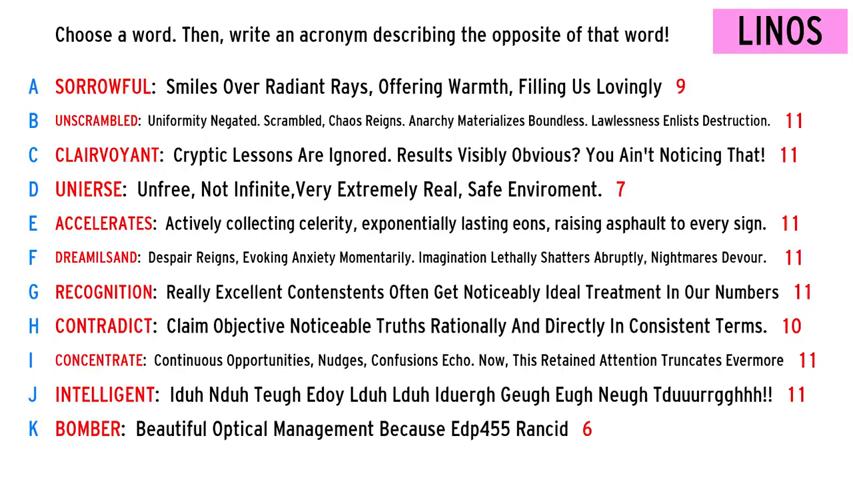 Choose a word. Then, write an acronym describing the opposite of that word!
LINOS
A SORROWFUL: Smiles Over Radiant Rays, Offering Warmth, Filling Us Lovingly 9
B UNSCRAMBLED: Uniformity Negated. Scrambled, Chaos Reigns. Anarchy Materializes Boundless. Lawlessness Enlists Destruction. 11
C CLAIRVOYANT: Cryptic Lessons Are Ignored. Results Visibly Obvious? You Ain't Noticing That! 11
D UNIERSE: Unfree, Not Infinite,Very Extremely Real, Safe Enviroment. 7
E ACCELERATES: Actively collecting celerity, exponentially lasting eons, raising asphault to every sign. 11
F DREAMILSAND: Despair Reigns, Evoking Anxiety Momentarily. Imagination Lethally Shatters Abruptly, Nightmares Devour. 11
G RECOGNITION: Really Excellent Contenstents Often Get Noticeably Ideal Treatment In Our Numbers 11
H CONTRADICT: Claim Objective Noticeable Truths Rationally And Directly In Consistent Terms. 10
I CONCENTRATE: Continuous Opportunities, Nudges, Confusions Echo. Now, This Retained Attention Truncates Evermore 11
J INTELLIGENT: Iduh Nduh Teugh Edoy Lduh Lduh Iduergh Geugh Eugh Neugh Tduuurrgghhh!! 11
K BOMBER: Beautiful Optical Management Because Edp455 Rancid 6